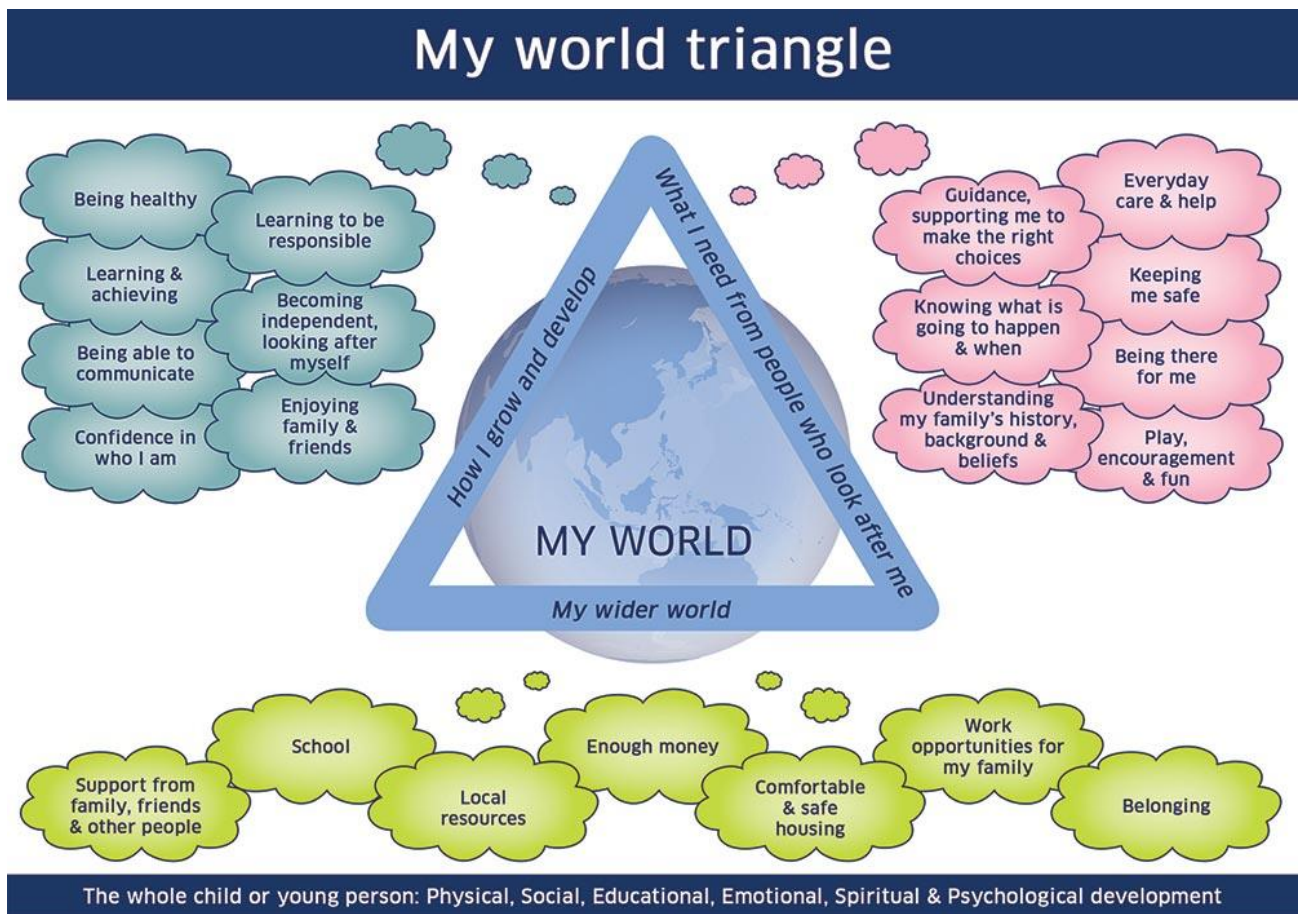 My world triangle
Being healthy
Learning &
achieving
Being able to
communicate
Confidence in
who I am
Learning to be
responsible
Becoming
independent,
looking after
myself
Enjoying
family &
friends
How I grow and develop
What I need from people who look after me
My wider world
MY WORLD
Guidance,
supporting me to
make the right
choices
Knowing what is
going to happen
& when
Understanding
my family's history,
background &
beliefs
Everyday
care & help
Keeping
me safe
Being there
for me
Play,
encouragement
& fun
Support from
family, friends
& other people
School
Local
resources
Enough money
Comfortable
& safe
housing
Work
opportunities for
my family
Belonging
The whole child or young person: Physical, Social, Educational, Emotional, Spiritual & Psychological development